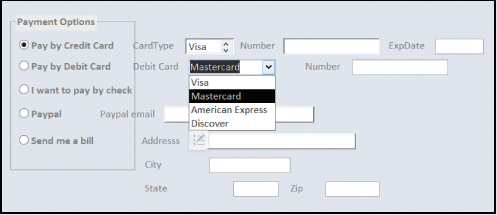 Payment Options
Pay by Credit Card CardType Visa Number ExpDate
Pay by Debit Card Debit Card Mastercard Number
Visa
I want to pay by check Mastercard
Paypal Paypal email American Express
Discover
Send me a bill Addresss
City
State Zip